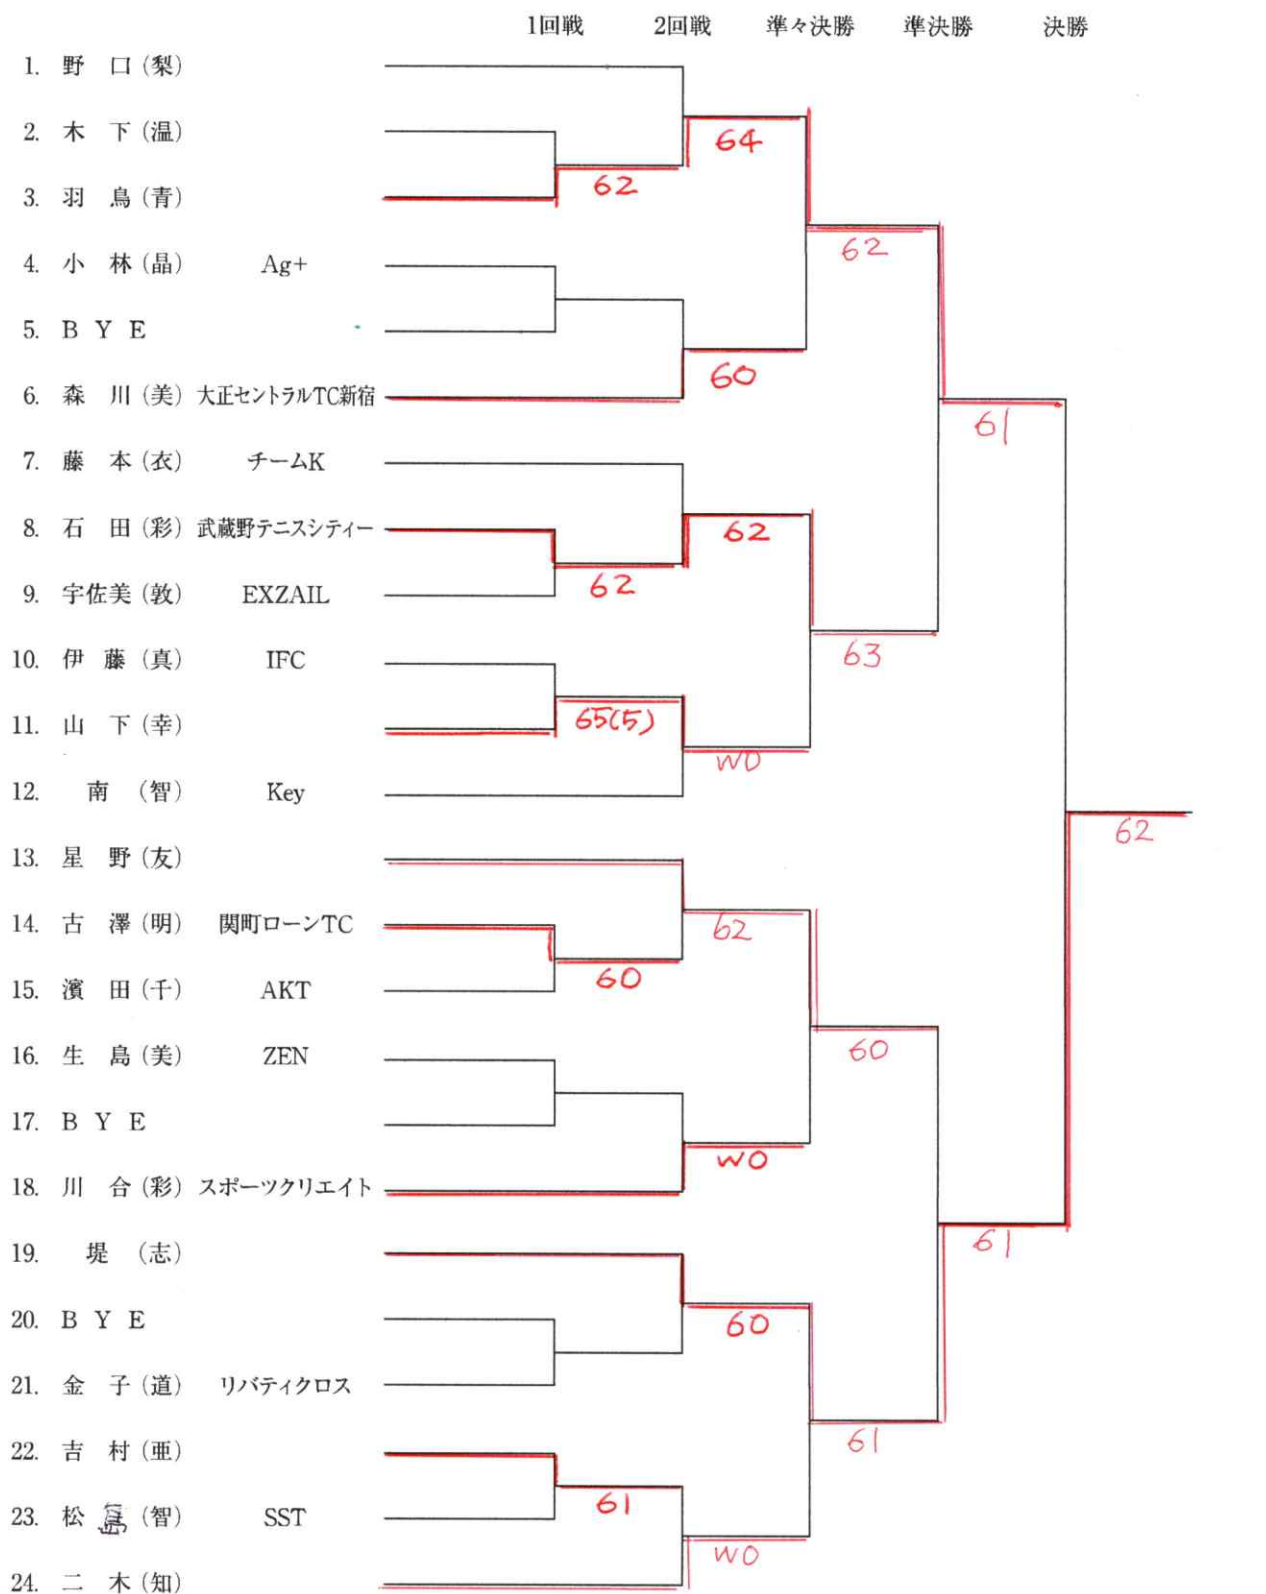 1回戦 2回戦 準々決勝 準決勝 決勝
1. 野 口 (梨)
64
2. 木 下 (温)
62
3. 羽 鳥 (青)
62
4. 小 林 (晶) Ag+
5. B Y E
60
6. 森 川 (美) 大正セントラルTC新宿
61
7. 藤 本 (衣) チームK
8. 石 田 (彩) 武蔵野テニスシティー
62
62
9. 宇佐美 (敦) EXZAIL
10. 伊 藤 (真) IFC
63
65(5)
11. 山 下 (幸)
WO
12. 南 (智) Key
62
13. 星 野 (友)
62
14. 古 澤 (明) 関町ローンTC
60
15. 濱 田 (千) AKT
60
16. 生 島 (美) ZEN
17. B Y E
WO
18. 川 合 (彩) スポーツクリエイト
61
19. 堤 (志)
20. B Y E
60
21. 金 子 (道) リバティクロス
61
22. 吉 村 (亜)
61
23. 松 島 (智) SST
WO
24. 二 木 (知)